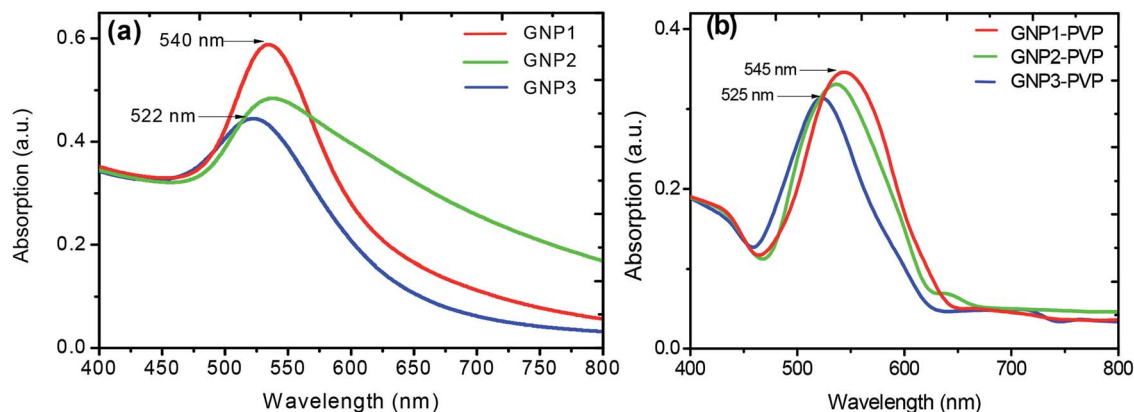 (a)
540 nm
522 nm
GNP1
GNP2
GNP3
0.6
0.4
0.2
0.0
Absorption (a.u.)
400 450 500 550 600 650 700 750 800
Wavelength (nm)
(b)
545 nm
525 nm
GNP1-PVP
GNP2-PVP
GNP3-PVP
0.4
0.2
0.0
Absorption (a.u.)
400 500 600 700 800
Wavelength (nm)